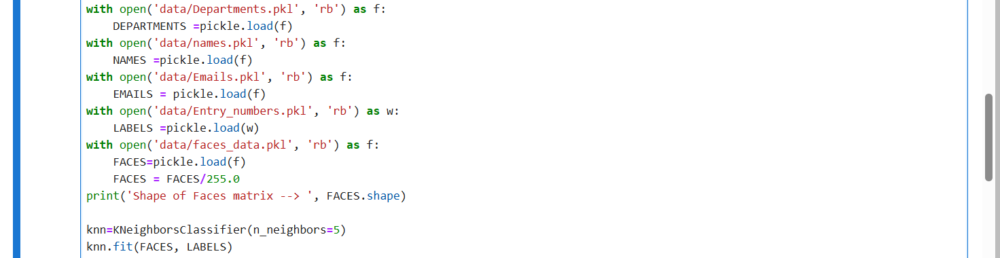 with open('data/Departments.pkl', 'rb') as f:
    DEPARTMENTS =pickle.load(f)
with open('data/names.pkl', 'rb') as f:
    NAMES =pickle.load(f)
with open('data/Emails.pkl', 'rb') as f:
    EMAILS = pickle.load(f)
with open('data/Entry_numbers.pkl', 'rb') as w:
    LABELS =pickle.load(w)
with open('data/faces_data.pkl', 'rb') as f:
    FACES=pickle.load(f)
    FACES = FACES/255.0
print('Shape of Faces matrix --> ', FACES.shape)

knn=KNeighborsClassifier(n_neighbors=5)
knn.fit(FACES, LABELS)